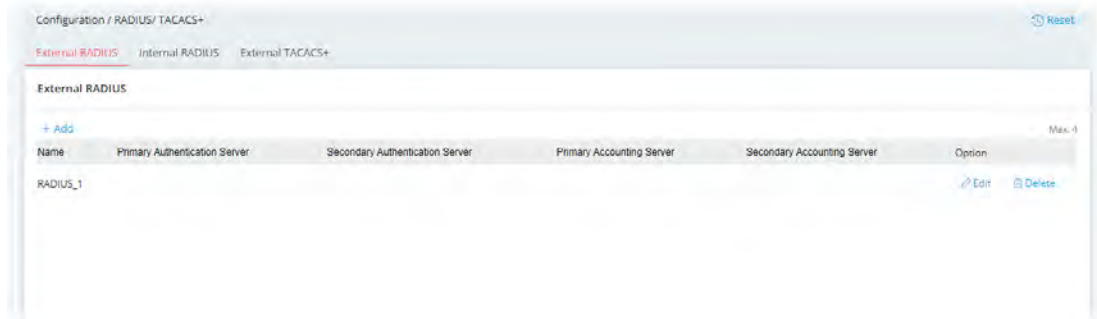 Configuration / RADIUS/ TACACS+ Reset
External RADIUS Internal RADIUS External TACACS+
External RADIUS
+ Add Max. 4
Name Primary Authentication Server Secondary Authentication Server Primary Accounting Server Secondary Accounting Server Option
RADIUS_1 Edit Delete